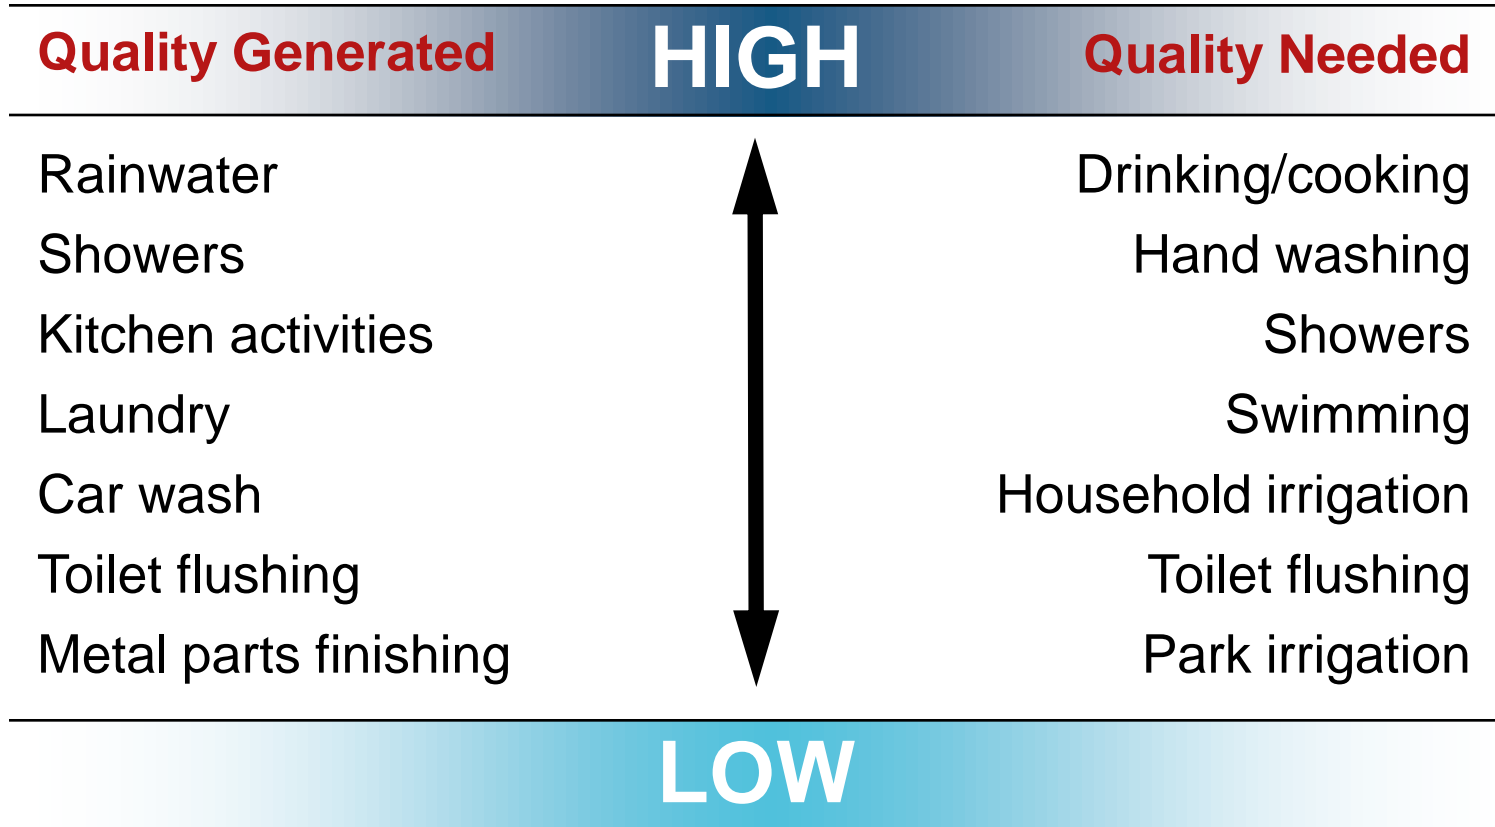 Quality Generated HIGH Quality Needed
Rainwater Drinking/cooking
Showers Hand washing
Kitchen activities Showers
Laundry Swimming
Car wash Household irrigation
Toilet flushing Toilet flushing
Metal parts finishing Park irrigation
LOW